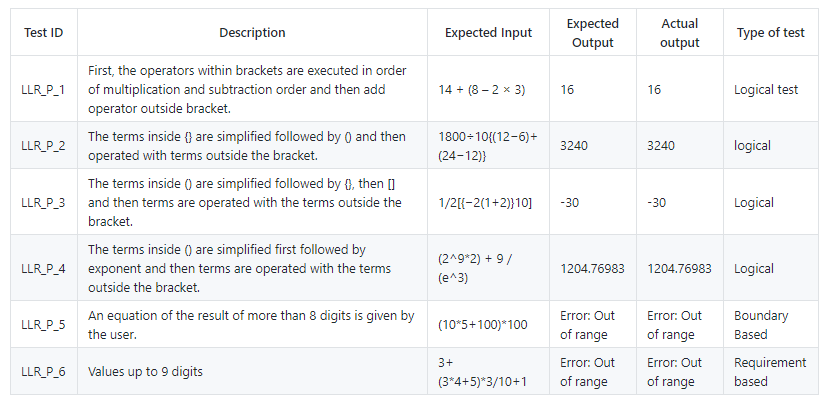 Test ID Description Expected Input Expected Output Actual output Type of test
LLR_P_1 First, the operators within brackets are executed in order of multiplication and subtraction order and then add operator outside bracket. 14 + (8 – 2 × 3) 16 16 Logical test
LLR_P_2 The terms inside {} are simplified followed by () and then operated with terms outside the bracket. 1800÷10{(12−6)+(24−12)} 3240 3240 logical
LLR_P_3 The terms inside () are simplified followed by {}, then [] and then terms are operated with the terms outside the bracket. 1/2[{−2(1+2)}10] -30 -30 Logical
LLR_P_4 The terms inside () are simplified first followed by exponent and then terms are operated with the terms outside the bracket. (2^9*2) + 9 / (e^3) 1204.76983 1204.76983 Logical
LLR_P_5 An equation of the result of more than 8 digits is given by the user. (10*5+100)*100 Error: Out of range Error: Out of range Boundary Based
LLR_P_6 Values up to 9 digits 3+(3*4+5)*3/10+1 Error: Out of range Error: Out of range Requirement based